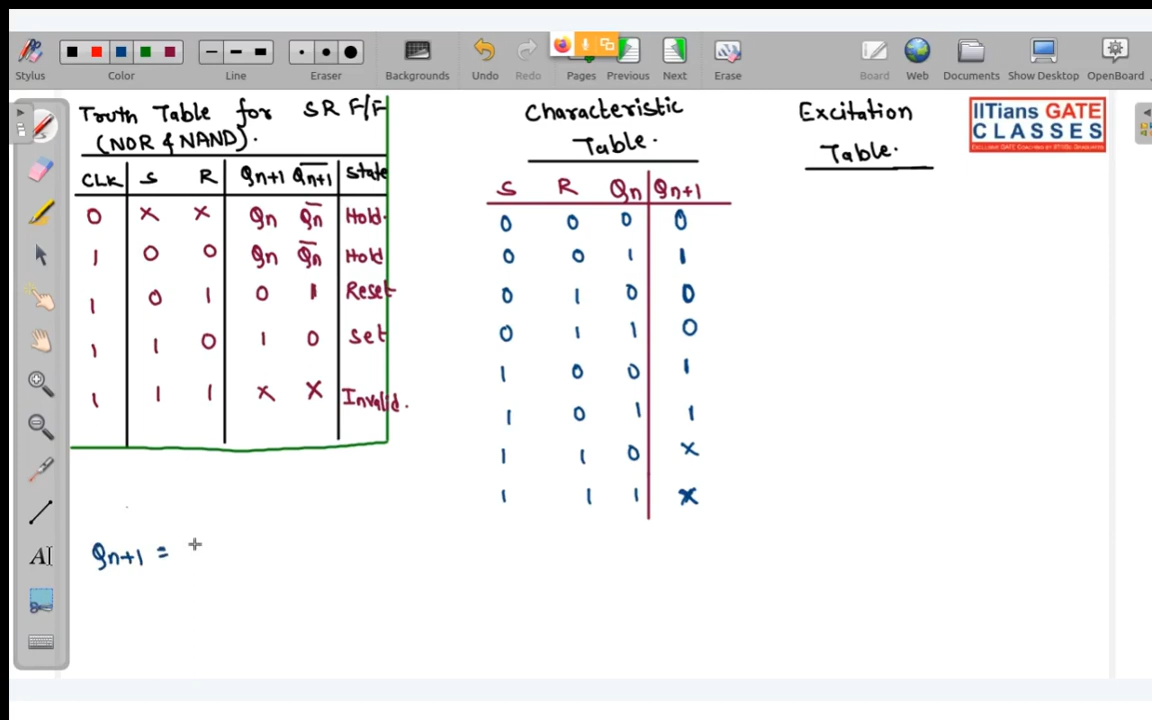 Stylus
Color
Line
Eraser
Backgrounds
Undo
Redo
Pages
Previous
Next
Erase
Board
Web
Documents
Show Desktop
OpenBoard
Truth Table for SR F/F
(NOR & NAND).
CLK S R Qn+1 Q̅n+1 State
0 × × Qn Q̅n Hold.
1 0 0 Qn Q̅n Hold
1 0 1 0 1 Reset
1 1 0 1 0 Set
1 1 1 × × Invalid.
Qn+1 =
Characteristic
Table.
S R Qn Qn+1
0 0 0 0
0 0 1 1
0 1 0 0
0 1 1 0
1 0 0 1
1 0 1 1
1 1 0 ×
1 1 1 ×
Excitation
Table.
IITians GATE
CLASSES
AI